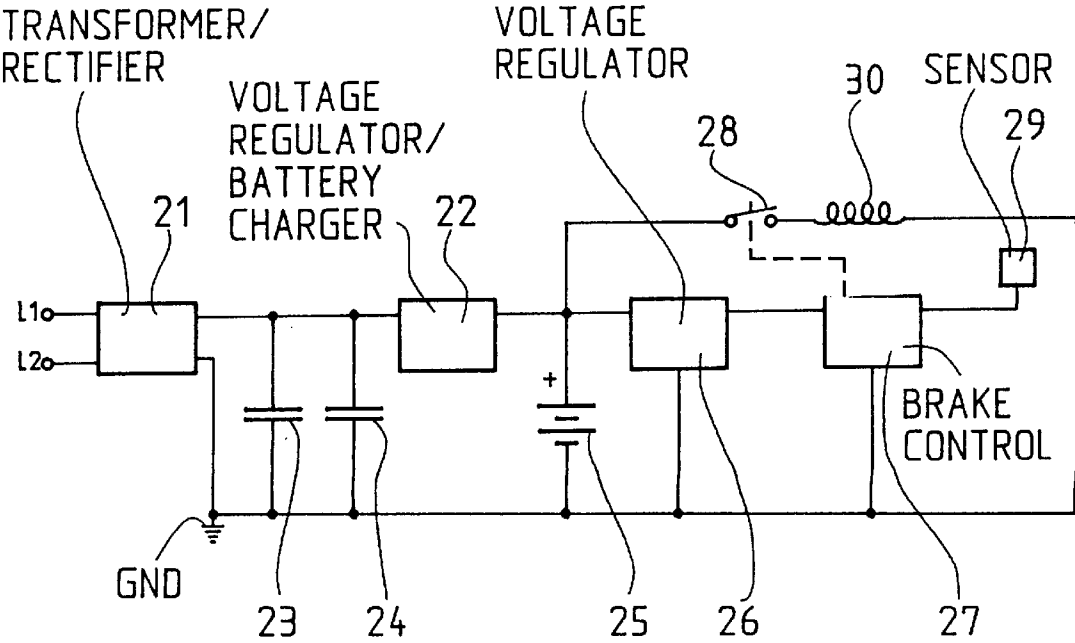 TRANSFORMER/
RECTIFIER
VOLTAGE
REGULATOR/
BATTERY
CHARGER
VOLTAGE
REGULATOR
SENSOR
30
29
28
21
22
L1
L2
+
BRAKE
CONTROL
GND
23
24
25
26
27